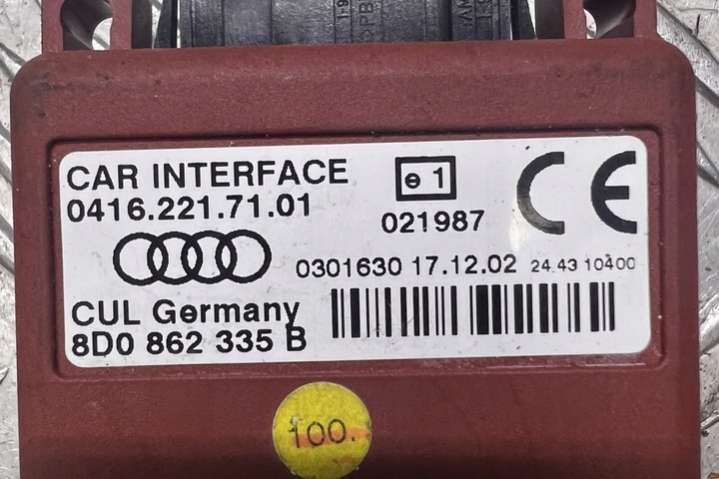 CAR INTERFACE
0416.221.71.01
e1
021987
CE
0301630 17.12.02 24.43 10400
CUL Germany
8D0 862 335 B
100.